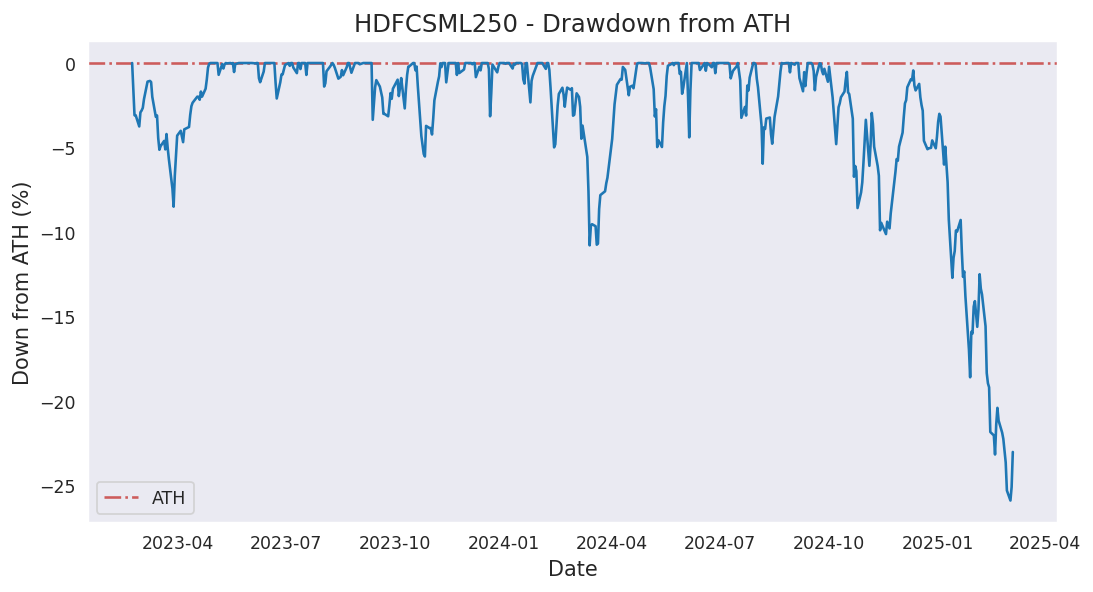 HDFCSML250 - Drawdown from ATH
Down from ATH (%)
0
−5
−10
−15
−20
−25
ATH
2023-04 2023-07 2023-10 2024-01 2024-04 2024-07 2024-10 2025-01 2025-04
Date